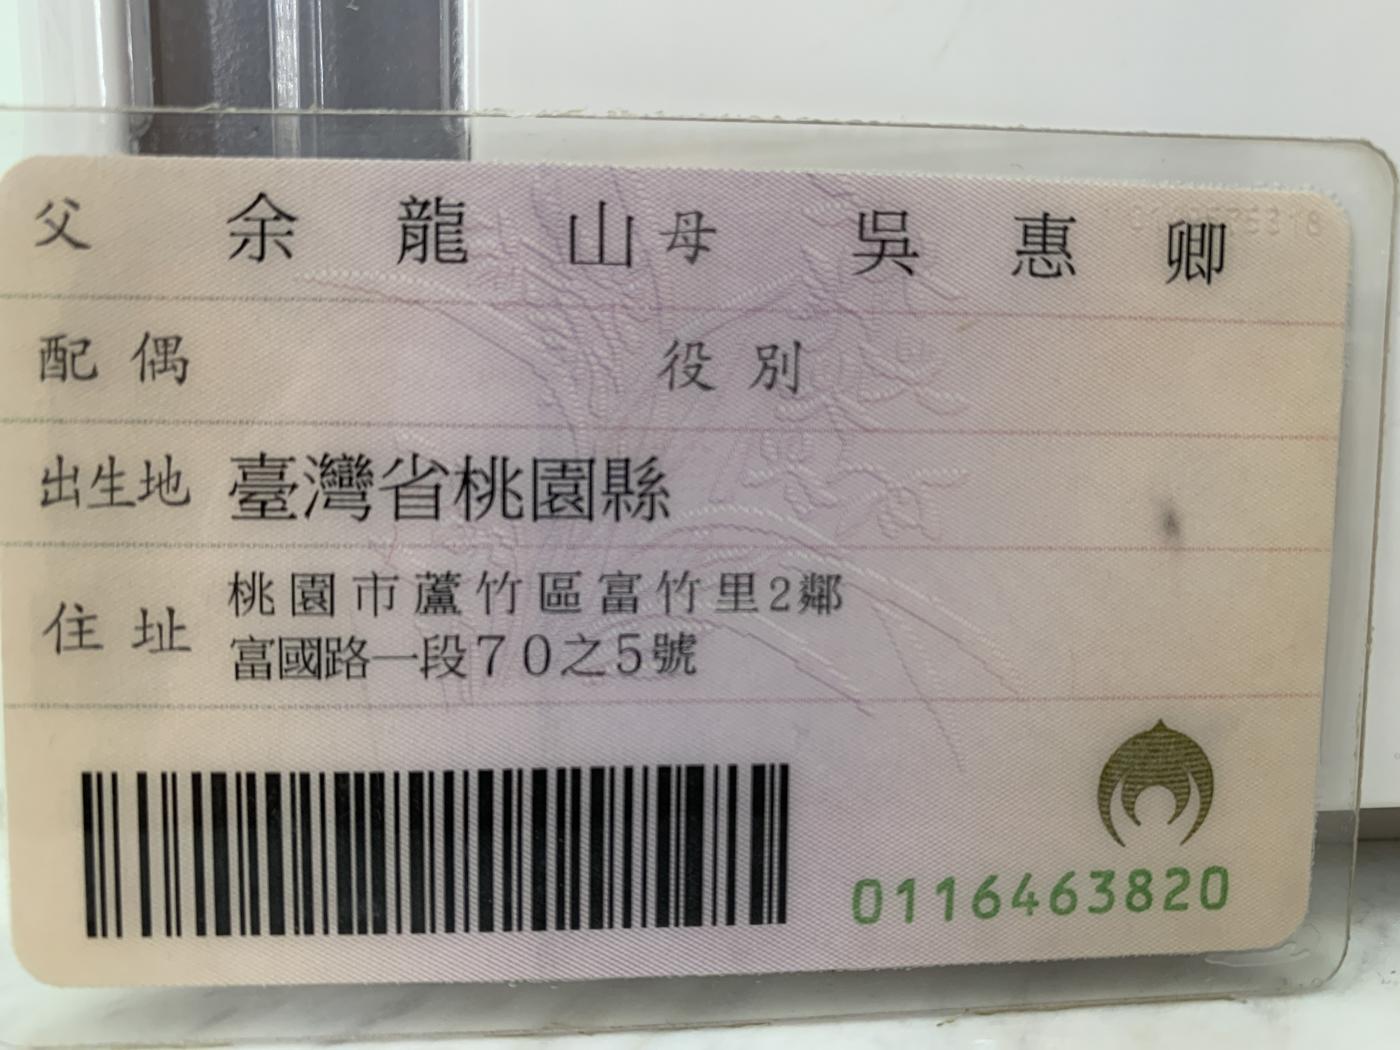 父 余龍山 母 吳惠卿
配偶 役別
出生地 臺灣省桃園縣
住址 桃園市蘆竹區富竹里2鄰
富國路一段70之5號
0116463820